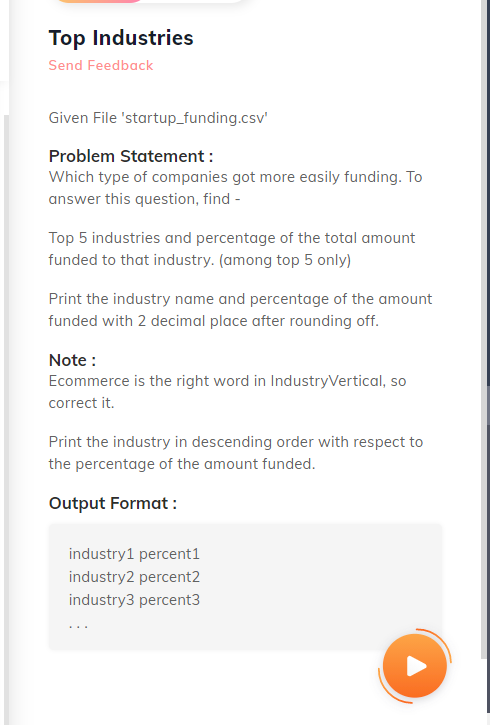 Top Industries
Send Feedback
Given File 'startup_funding.csv'
Problem Statement :
Which type of companies got more easily funding. To
answer this question, find -
Top 5 industries and percentage of the total amount
funded to that industry. (among top 5 only)
Print the industry name and percentage of the amount
funded with 2 decimal place after rounding off.
Note :
Ecommerce is the right word in IndustryVertical, so
correct it.
Print the industry in descending order with respect to
the percentage of the amount funded.
Output Format :
industry1 percent1
industry2 percent2
industry3 percent3
. . .